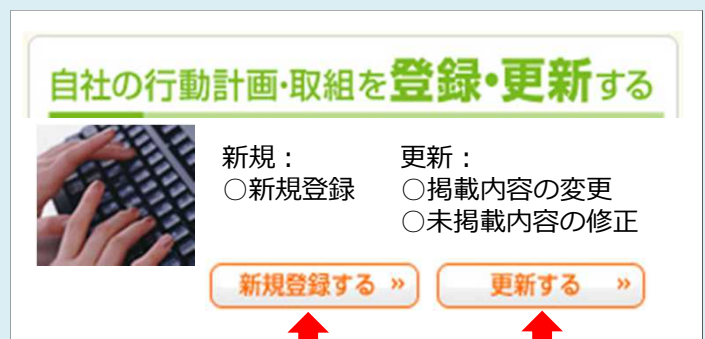 自社の行動計画・取組を登録・更新する
新規： 更新：
○新規登録 ○掲載内容の変更
○未掲載内容の修正
新規登録する » 更新する »